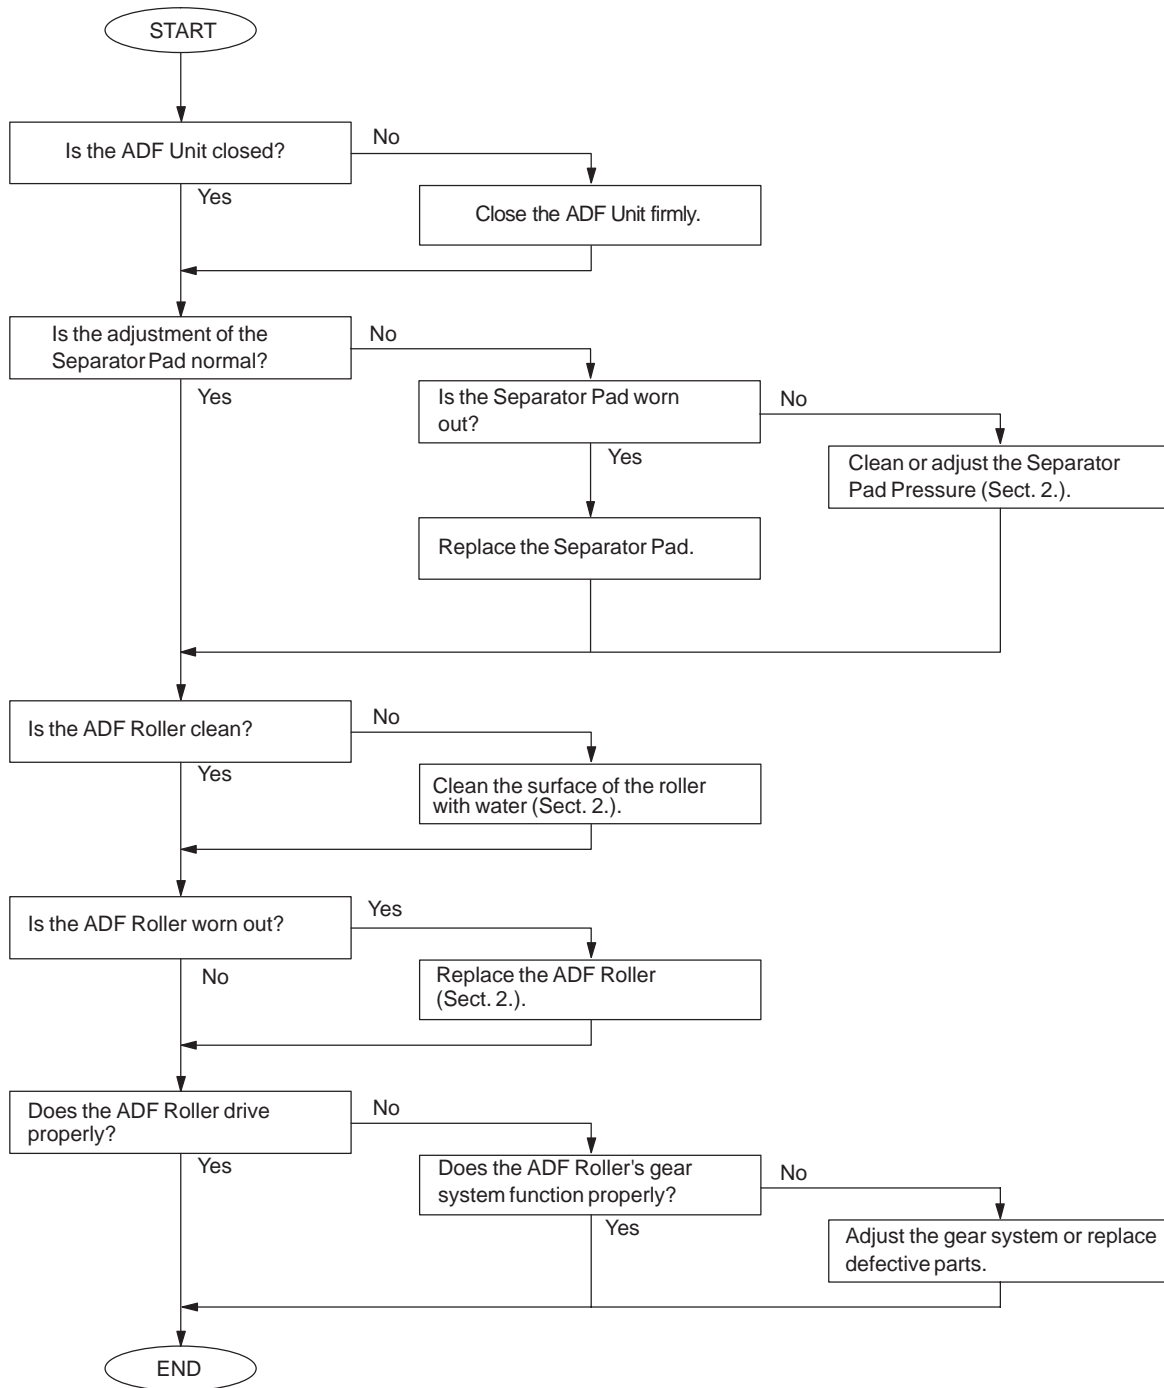 START
Is the ADF Unit closed?
No
Yes
Close the ADF Unit firmly.
Is the adjustment of the
Separator Pad normal?
No
Yes
Is the Separator Pad worn
out?
No
Yes
Clean or adjust the Separator
Pad Pressure (Sect. 2.).
Replace the Separator Pad.
Is the ADF Roller clean?
No
Yes
Clean the surface of the roller
with water (Sect. 2.).
Is the ADF Roller worn out?
Yes
No
Replace the ADF Roller
(Sect. 2.).
Does the ADF Roller drive
properly?
No
Yes
Does the ADF Roller's gear
system function properly?
No
Yes
Adjust the gear system or replace
defective parts.
END